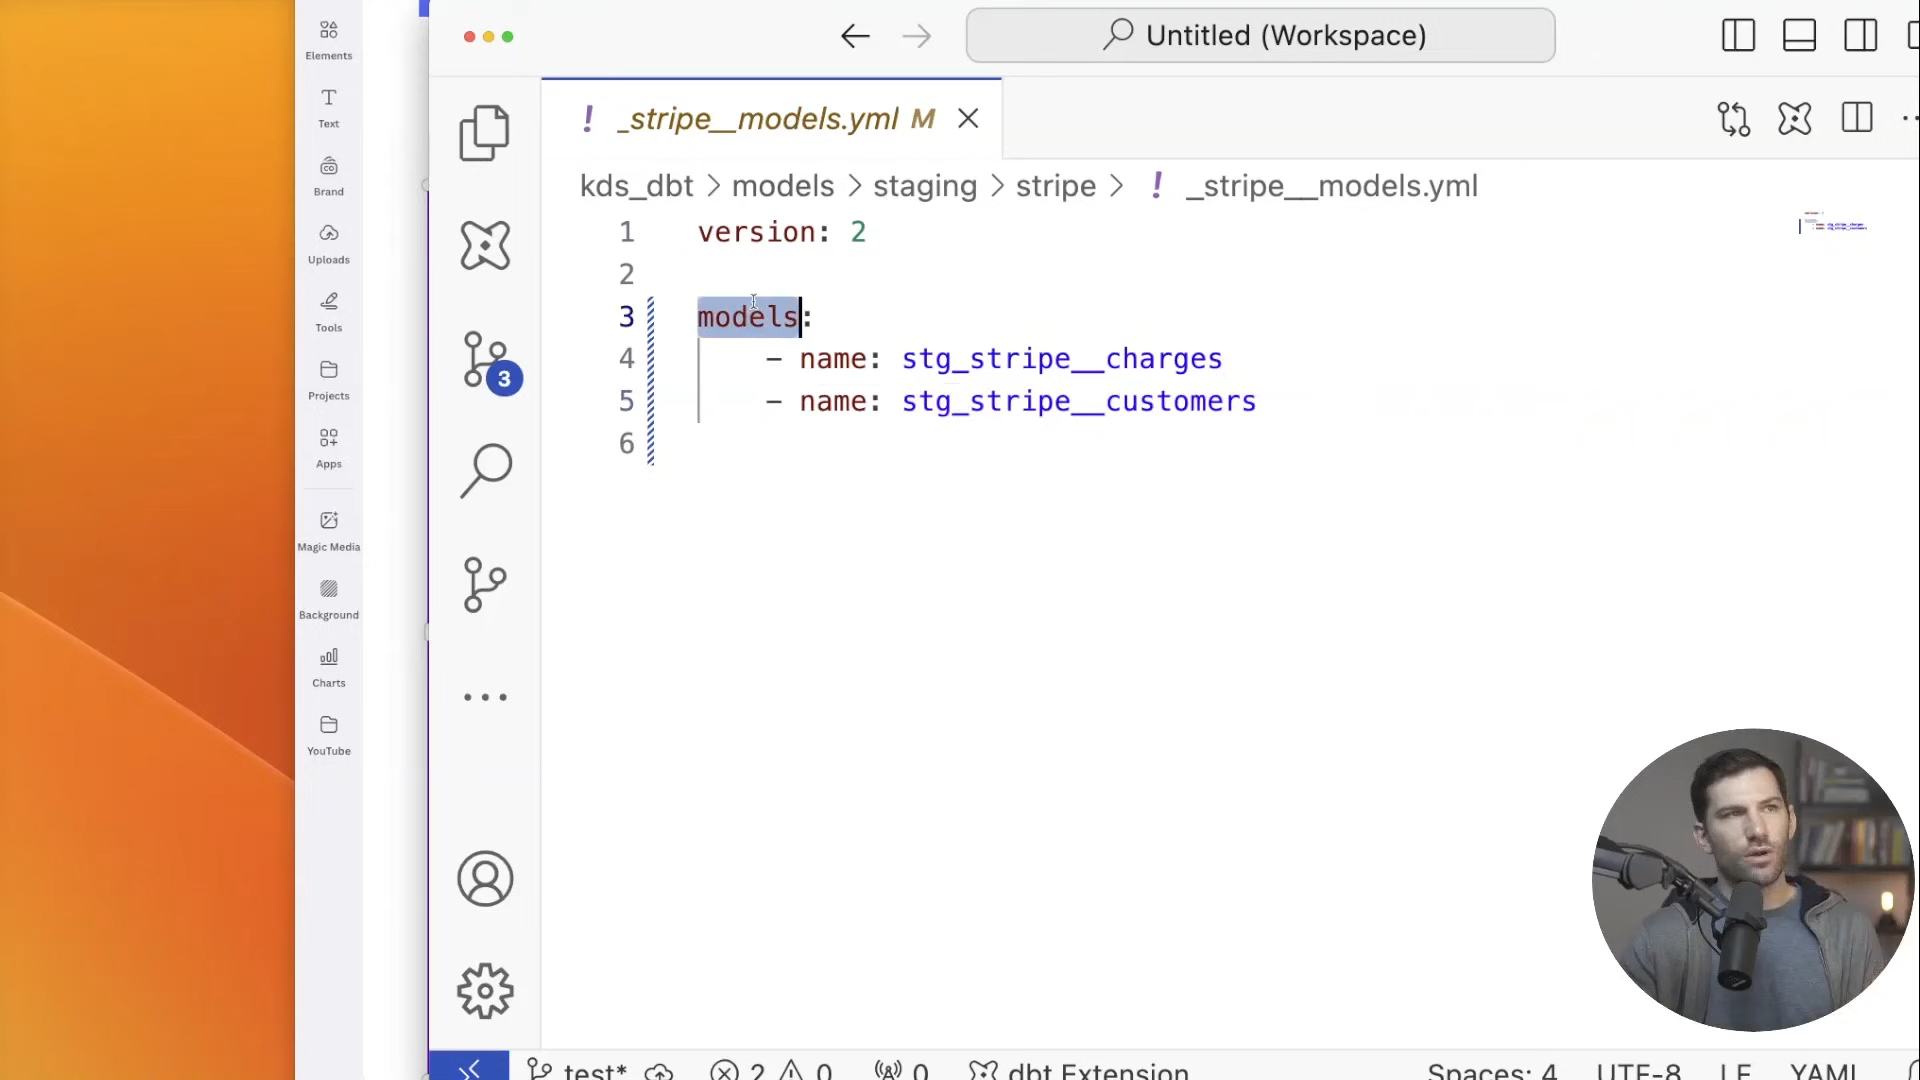 Elements
Text
Brand
Uploads
Tools
Projects
Apps
Magic Media
Background
Charts
YouTube
Untitled (Workspace)
! _stripe__models.yml M
kds_dbt > models > staging > stripe > ! _stripe__models.yml
1 version: 2
2
3 models:
4 - name: stg_stripe__charges
5 - name: stg_stripe__customers
6
3
test* 2 0 0 dbt Extension Spaces: 4 UTF-8 LF YAML